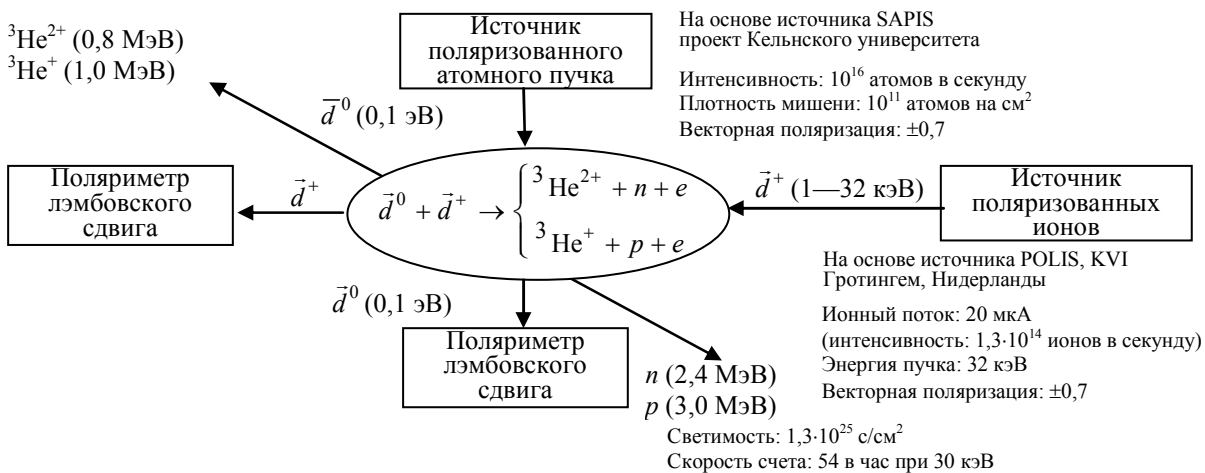 ³He²⁺ (0,8 МэВ)
³He⁺ (1,0 МэВ)
Источник
поляризованного
атомного пучка
На основе источника SAPIS
проект Кельнского университета
Интенсивность: 10¹⁶ атомов в секунду
Плотность мишени: 10¹¹ атомов на см²
Векторная поляризация: ±0,7
d̅⁰ (0,1 эВ)
Поляриметр
лэмбовского
сдвига
d⃗⁺
d⃗⁰ + d⃗⁺ → {
³He²⁺ + n + e
³He⁺ + p + e
d⃗⁺ (1—32 кэВ)
Источник
поляризованных
ионов
На основе источника POLIS, KVI
Гротингем, Нидерланды
Ионный поток: 20 мкА
(интенсивность: 1,3·10¹⁴ ионов в секунду)
Энергия пучка: 32 кэВ
Векторная поляризация: ±0,7
d⃗⁰ (0,1 эВ)
Поляриметр
лэмбовского
сдвига
n (2,4 МэВ)
p (3,0 МэВ)
Светимость: 1,3·10²⁵ с/см²
Скорость счета: 54 в час при 30 кэВ